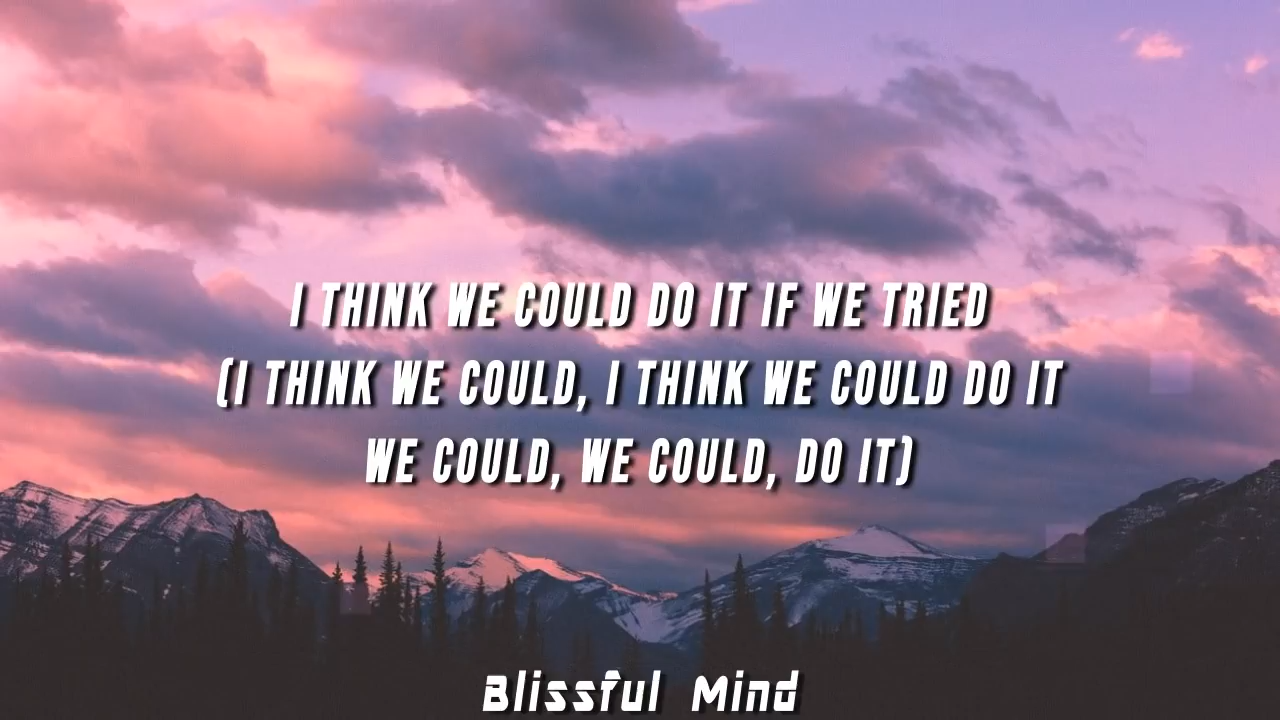 I THINK WE COULD DO IT IF WE TRIED
(I THINK WE COULD, I THINK WE COULD DO IT
WE COULD, WE COULD, DO IT)
Blissful Mind